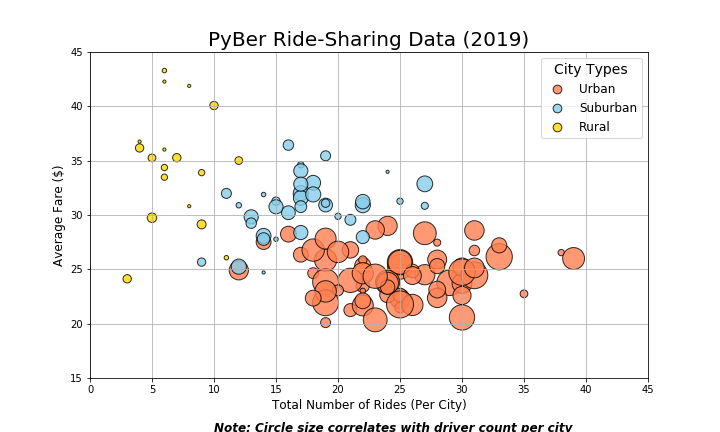 PyBer Ride-Sharing Data (2019)
City Types
Urban
Suburban
Rural
Average Fare ($)
45
40
35
30
25
20
15
0 5 10 15 20 25 30 35 40 45
Total Number of Rides (Per City)
Note: Circle size correlates with driver count per city